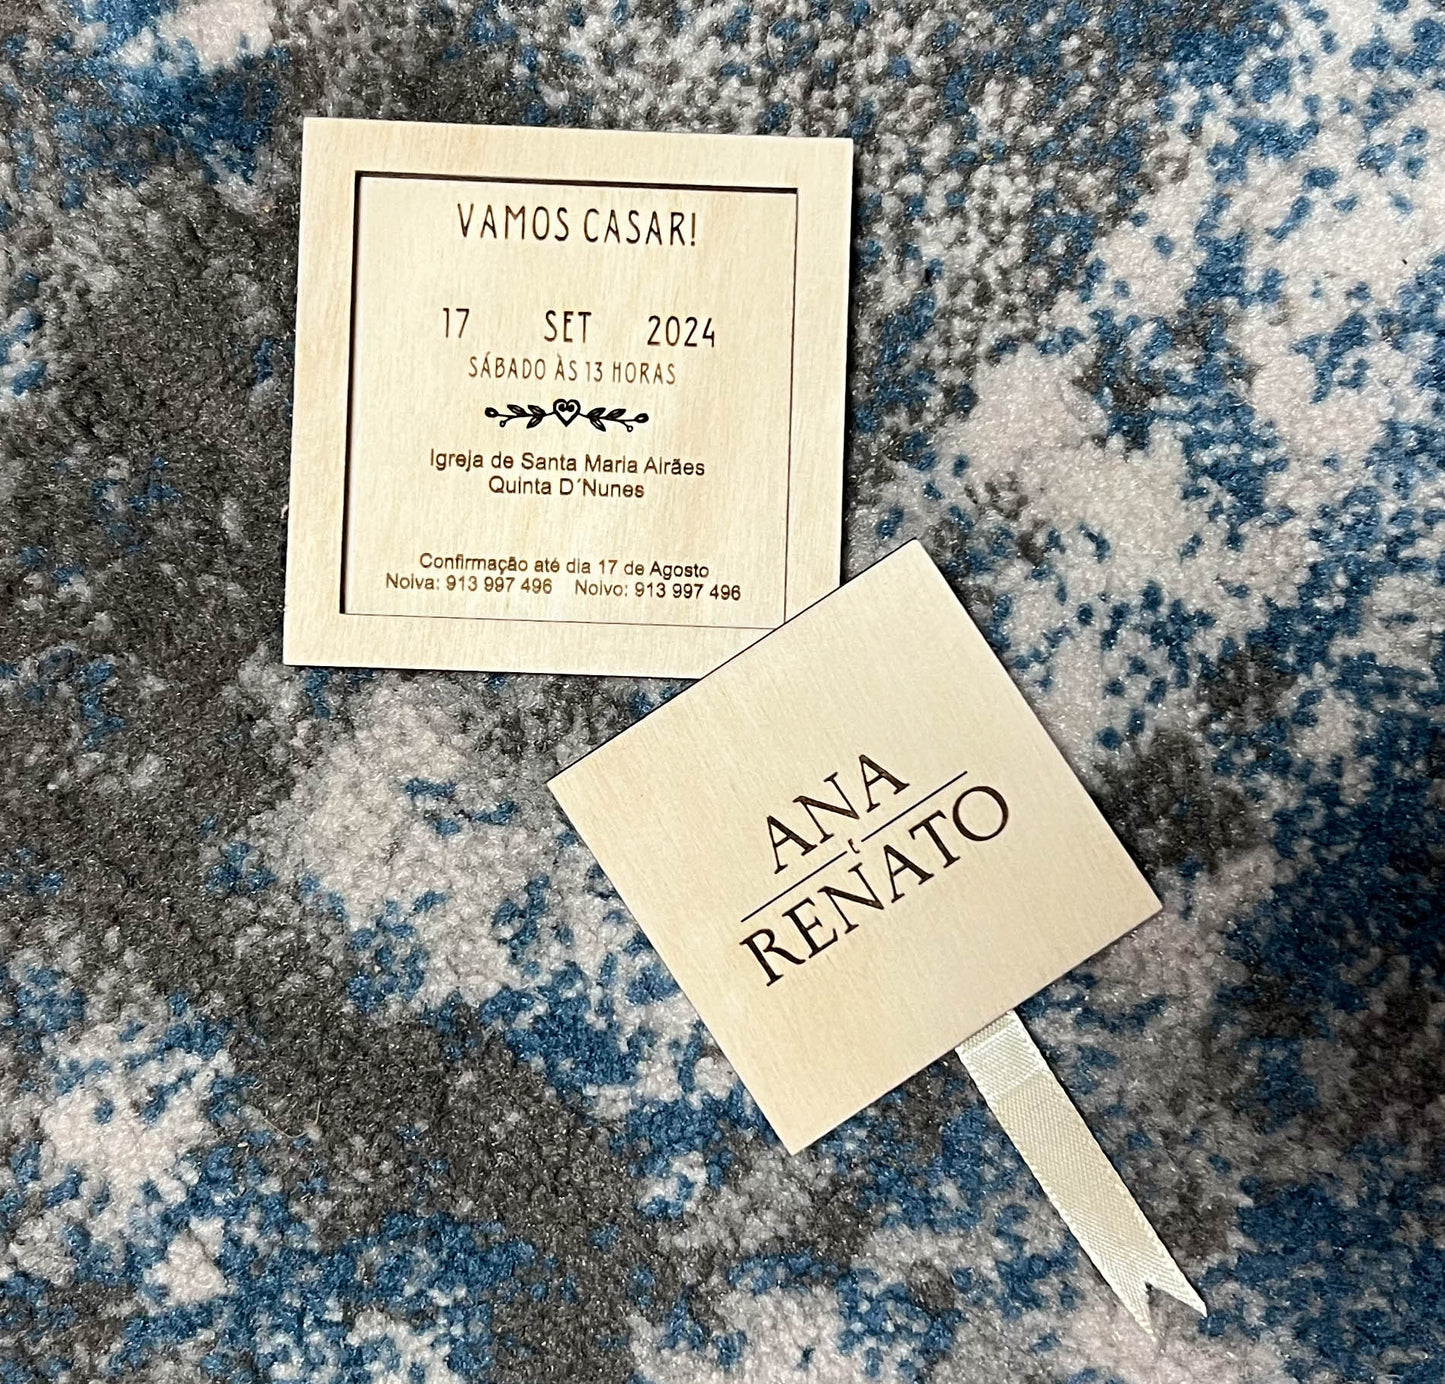 VAMOS CASAR!
17 SET 2024
SÁBADO ÀS 13 HORAS
Igreja de Santa Maria Airães
Quinta D´Nunes
Confirmação até dia 17 de Agosto
Noiva: 913 997 496 Noivo: 913 997 496
ANA
e
RENATO